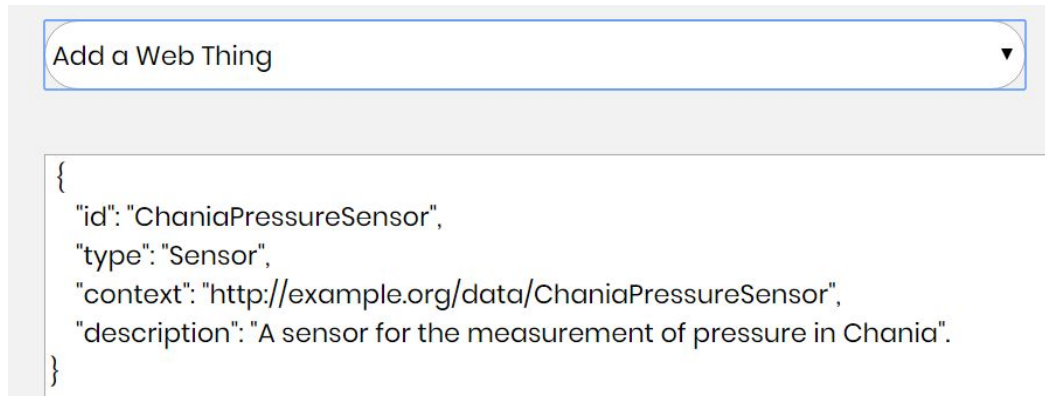 Add a Web Thing
{
"id": "ChaniaPressureSensor",
"type": "Sensor",
"context": "http://example.org/data/ChaniaPressureSensor",
"description": "A sensor for the measurement of pressure in Chania".
}